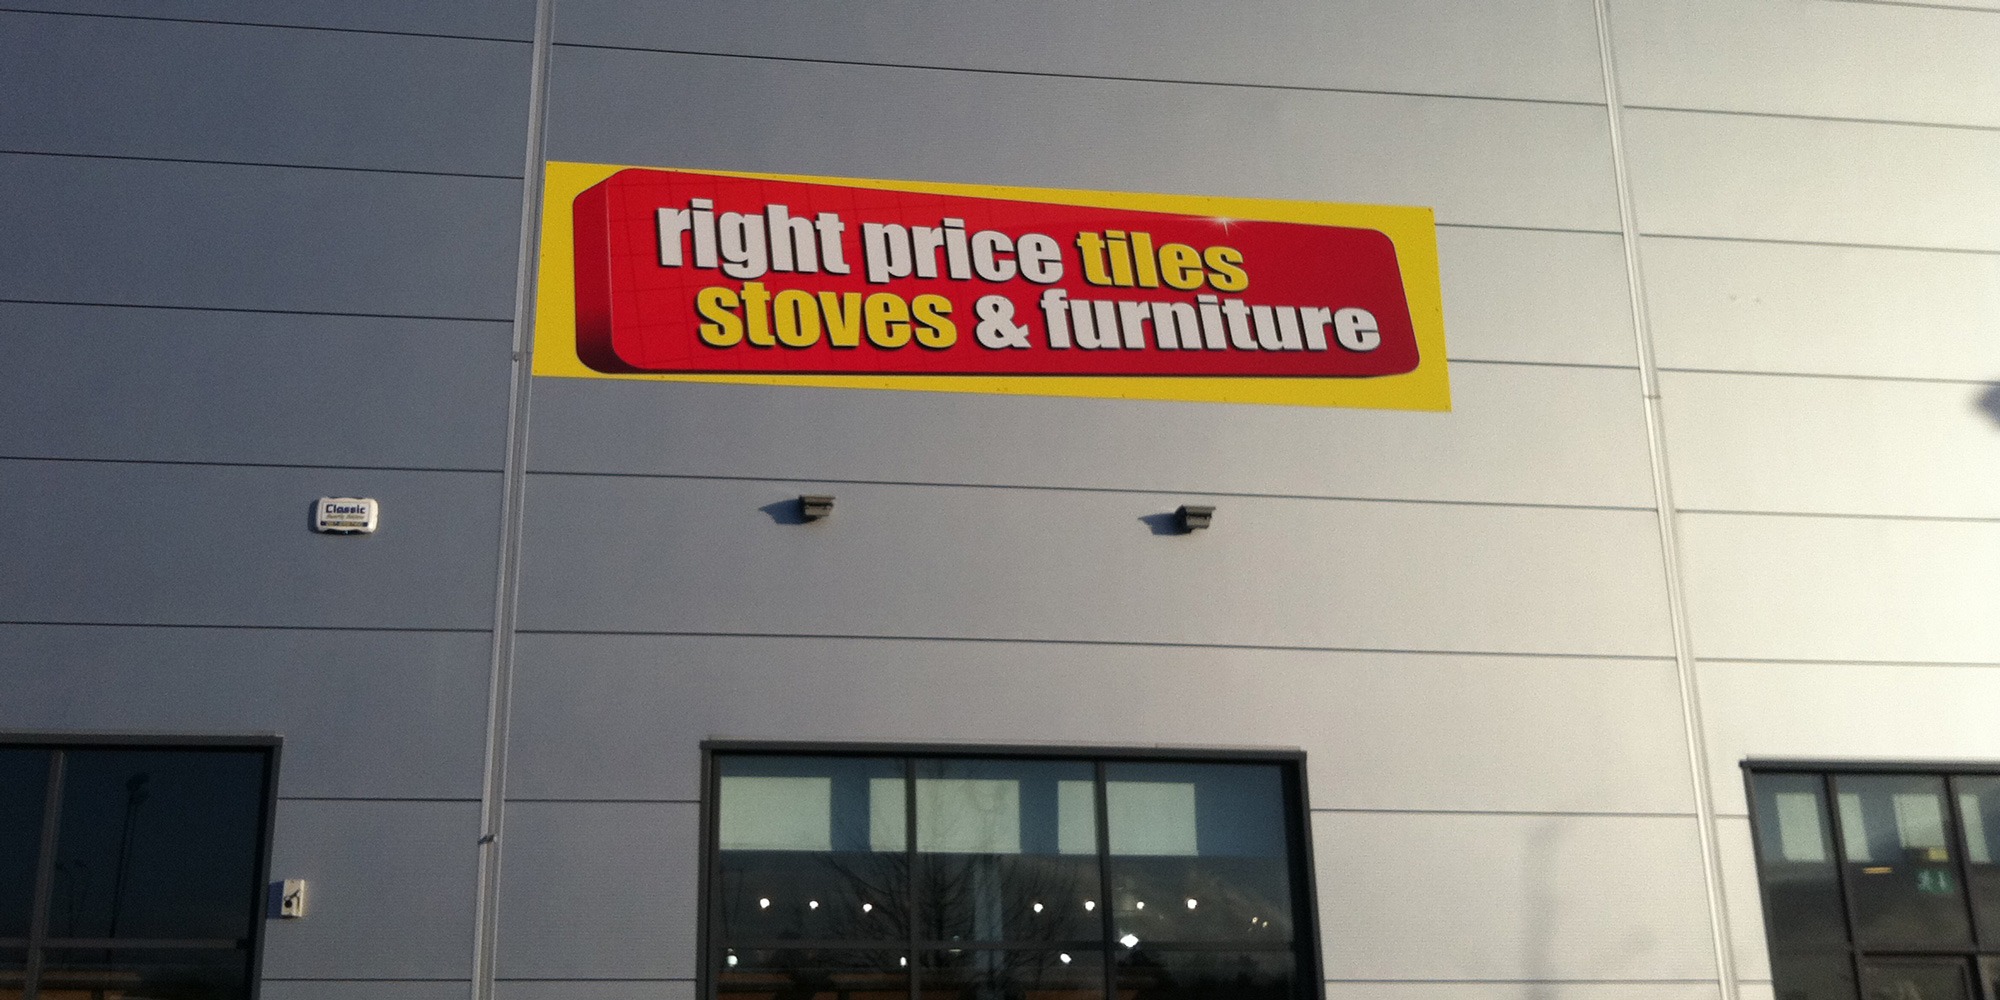 right price tiles
stoves & furniture
Classic